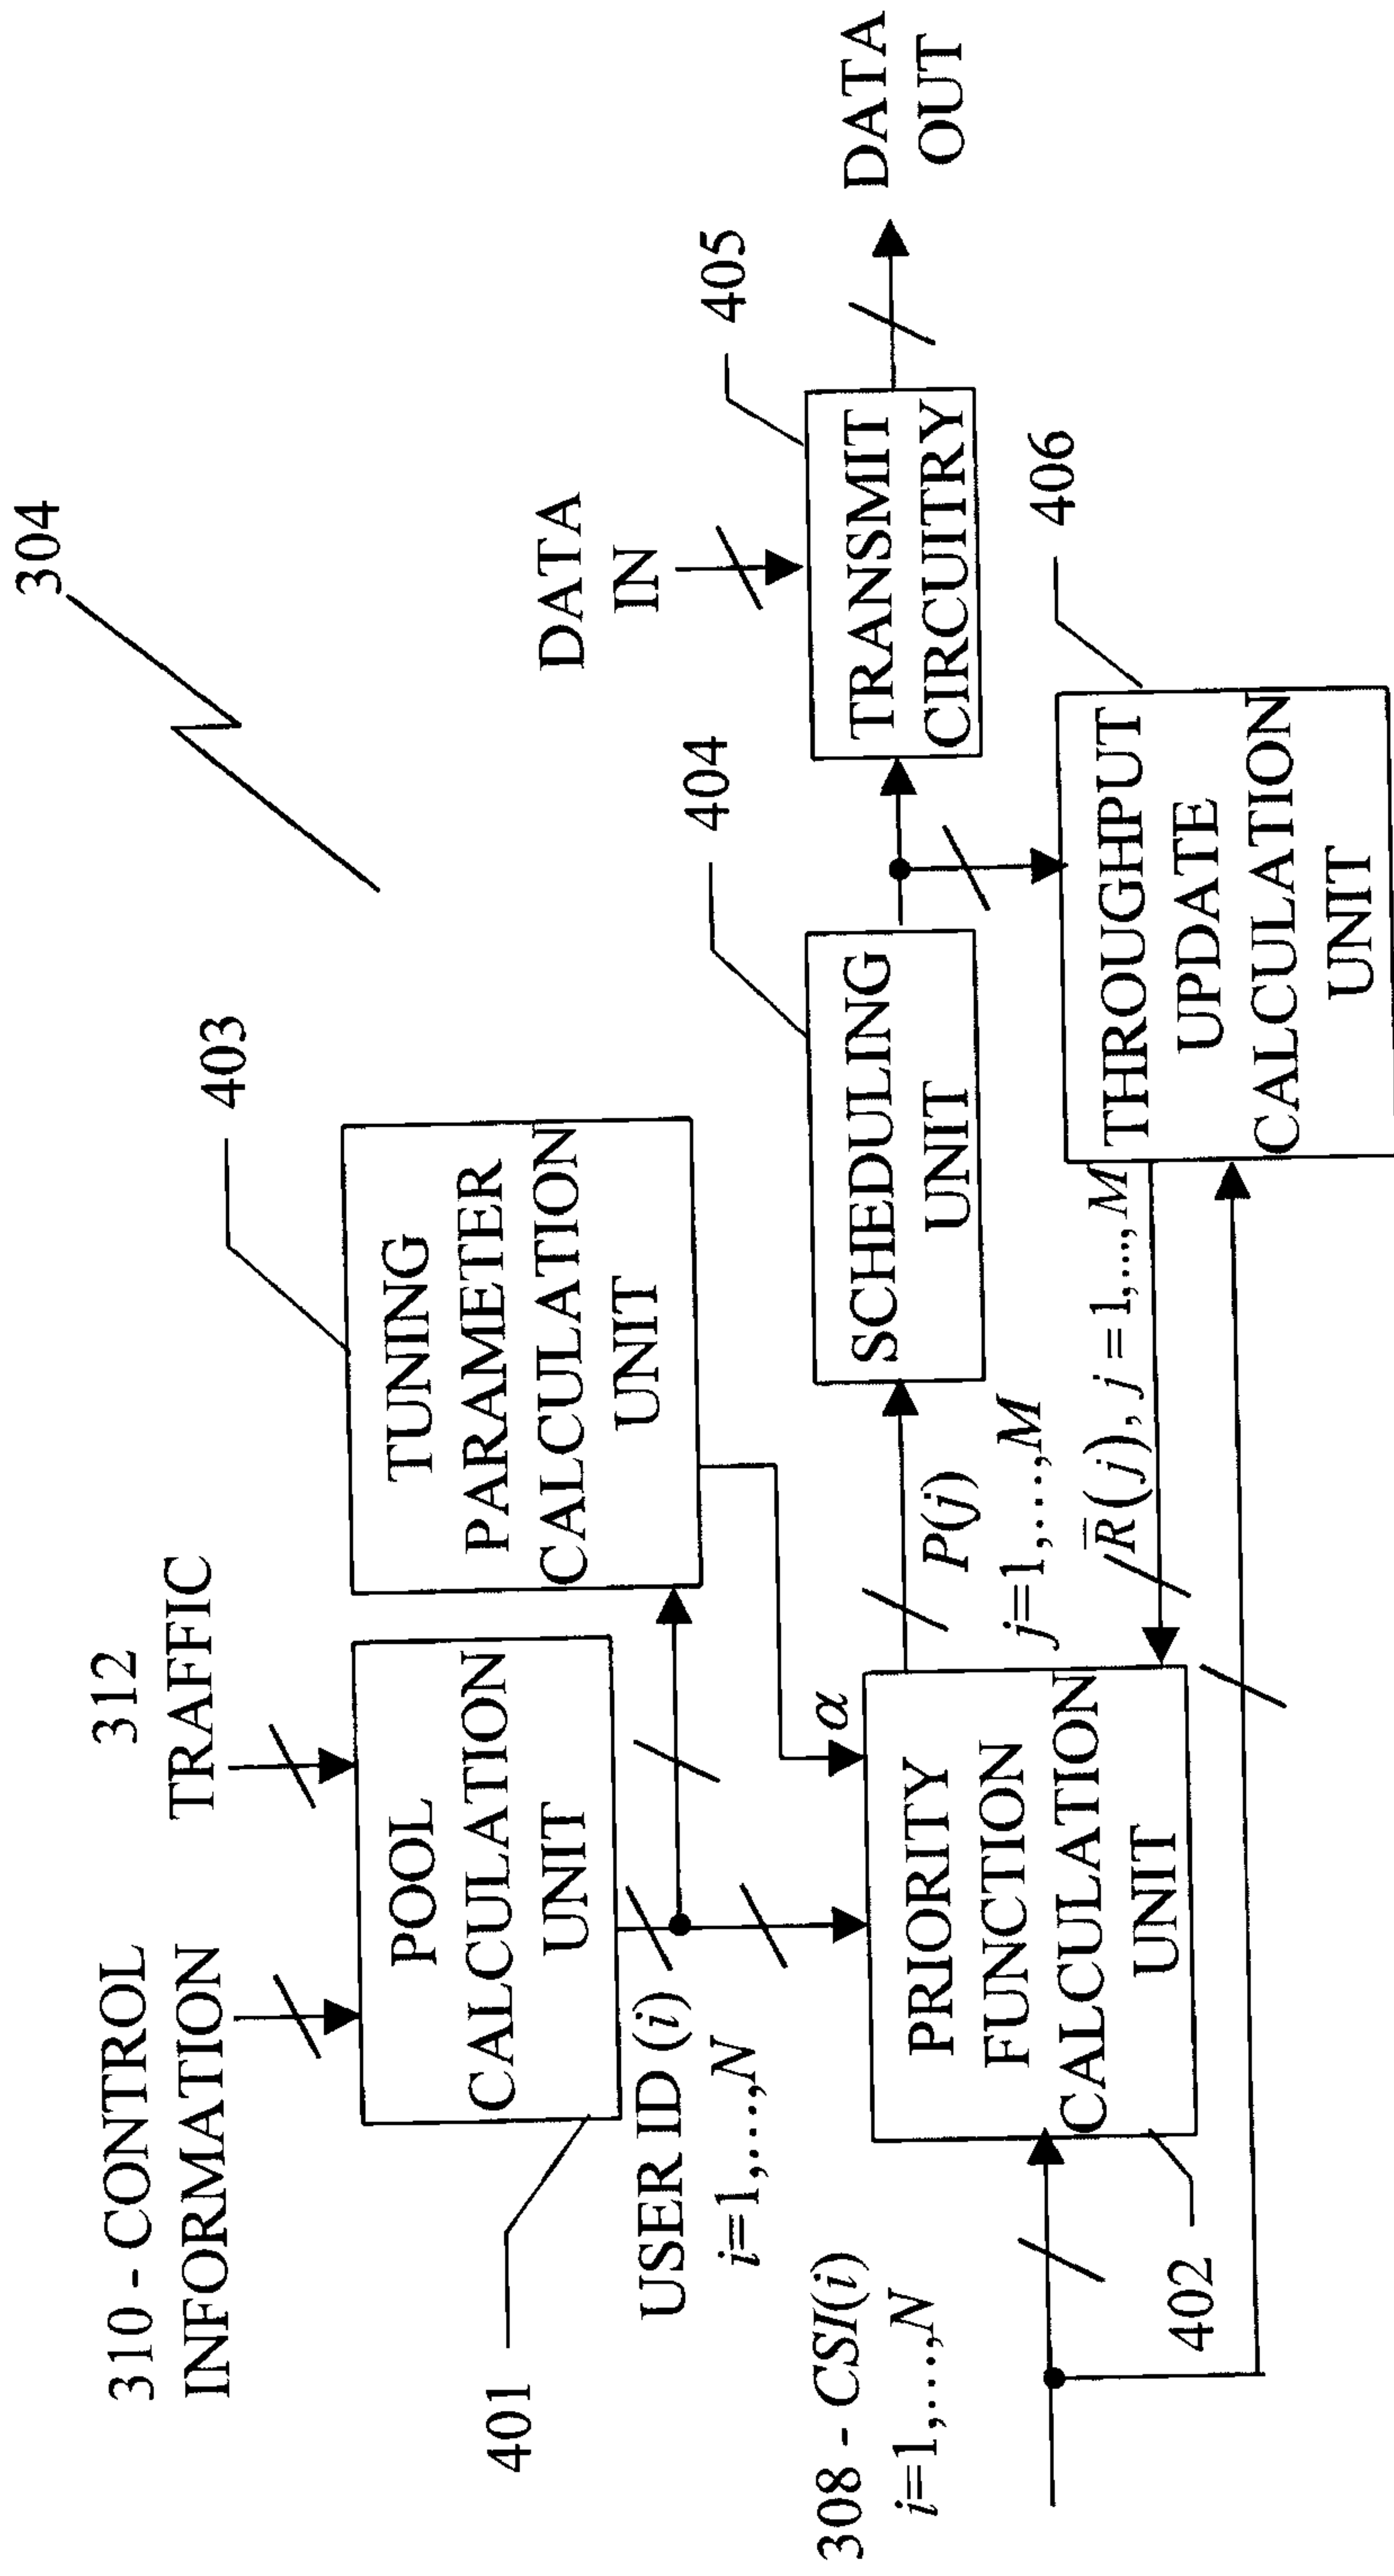 304
310 - CONTROL
INFORMATION
312
TRAFFIC
403
POOL
CALCULATION
UNIT
TUNING
PARAMETER
CALCULATION
UNIT
401
USER ID (i)
i=1,....,N
DATA
IN
404
405
308 - CSI(i)
i=1,....,N
α
PRIORITY
FUNCTION
CALCULATION
UNIT
402
P(j)
j=1,....,M
SCHEDULING
UNIT
TRANSMIT
CIRCUITRY
DATA
OUT
R̄(j), j = 1,...,M
406
THROUGHPUT
UPDATE
CALCULATION
UNIT